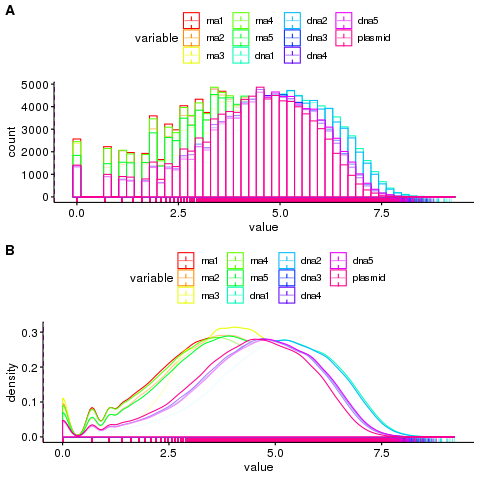 A
rna1 rna4 dna2 dna5
variable rna2 rna5 dna3 plasmid
rna3 dna1 dna4
5000
4000
3000
2000
1000
0
count
0.0 2.5 5.0 7.5
value
B
rna1 rna4 dna2 dna5
variable rna2 rna5 dna3 plasmid
rna3 dna1 dna4
0.3
0.2
0.1
0.0
density
0.0 2.5 5.0 7.5
value